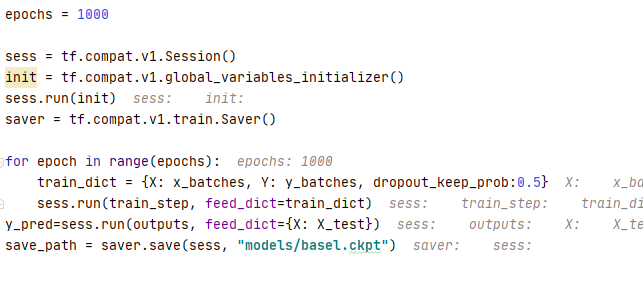 epochs = 1000
sess = tf.compat.v1.Session()
init = tf.compat.v1.global_variables_initializer()
sess.run(init)  sess:    init:
saver = tf.compat.v1.train.Saver()
for epoch in range(epochs):  epochs: 1000
    train_dict = {X: x_batches, Y: y_batches, dropout_keep_prob:0.5}  X:    x_ba
    sess.run(train_step, feed_dict=train_dict)  sess:    train_step:    train_di
y_pred=sess.run(outputs, feed_dict={X: X_test})  sess:    outputs:    X:    X_te
save_path = saver.save(sess, "models/basel.ckpt")  saver:    sess: